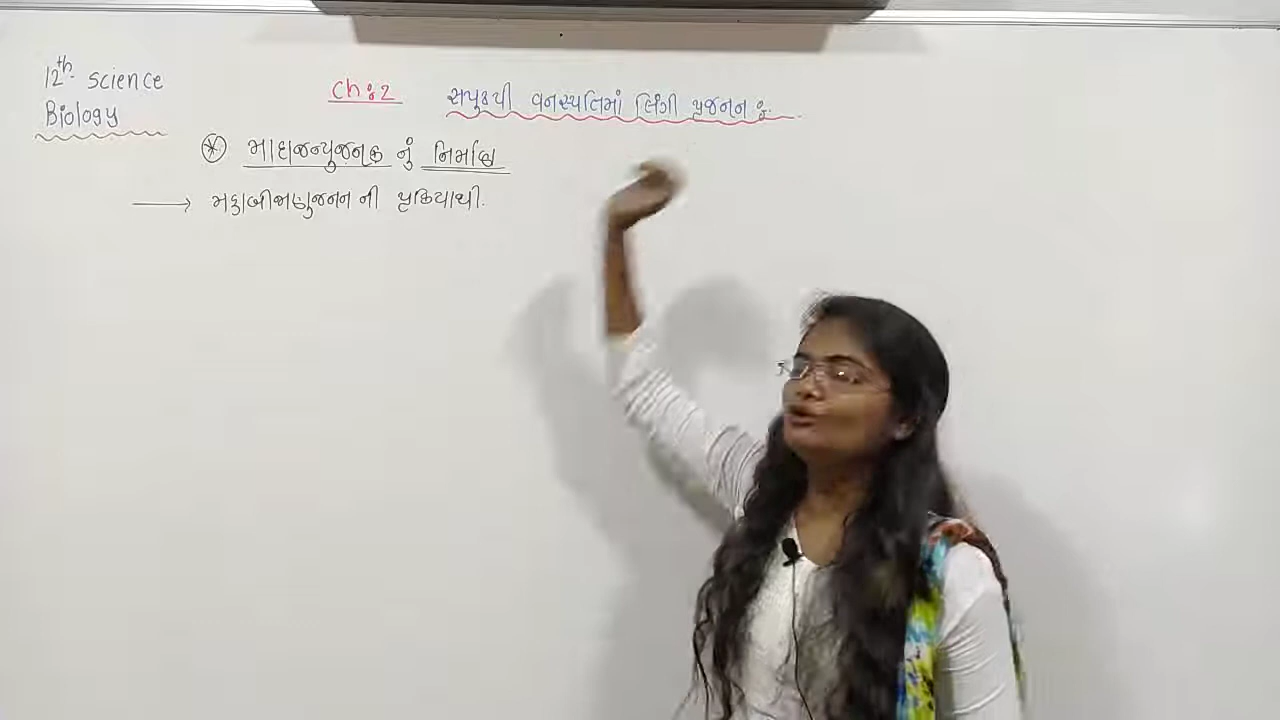 12th science
Biology
Ch:2 સપુષ્પી વનસ્પતિમાં લિંગી પ્રજનન :
માદાજન્યુજનક નું નિર્માણ
→ મહાબીજાણુજનન ની પ્રક્રિયાથી.